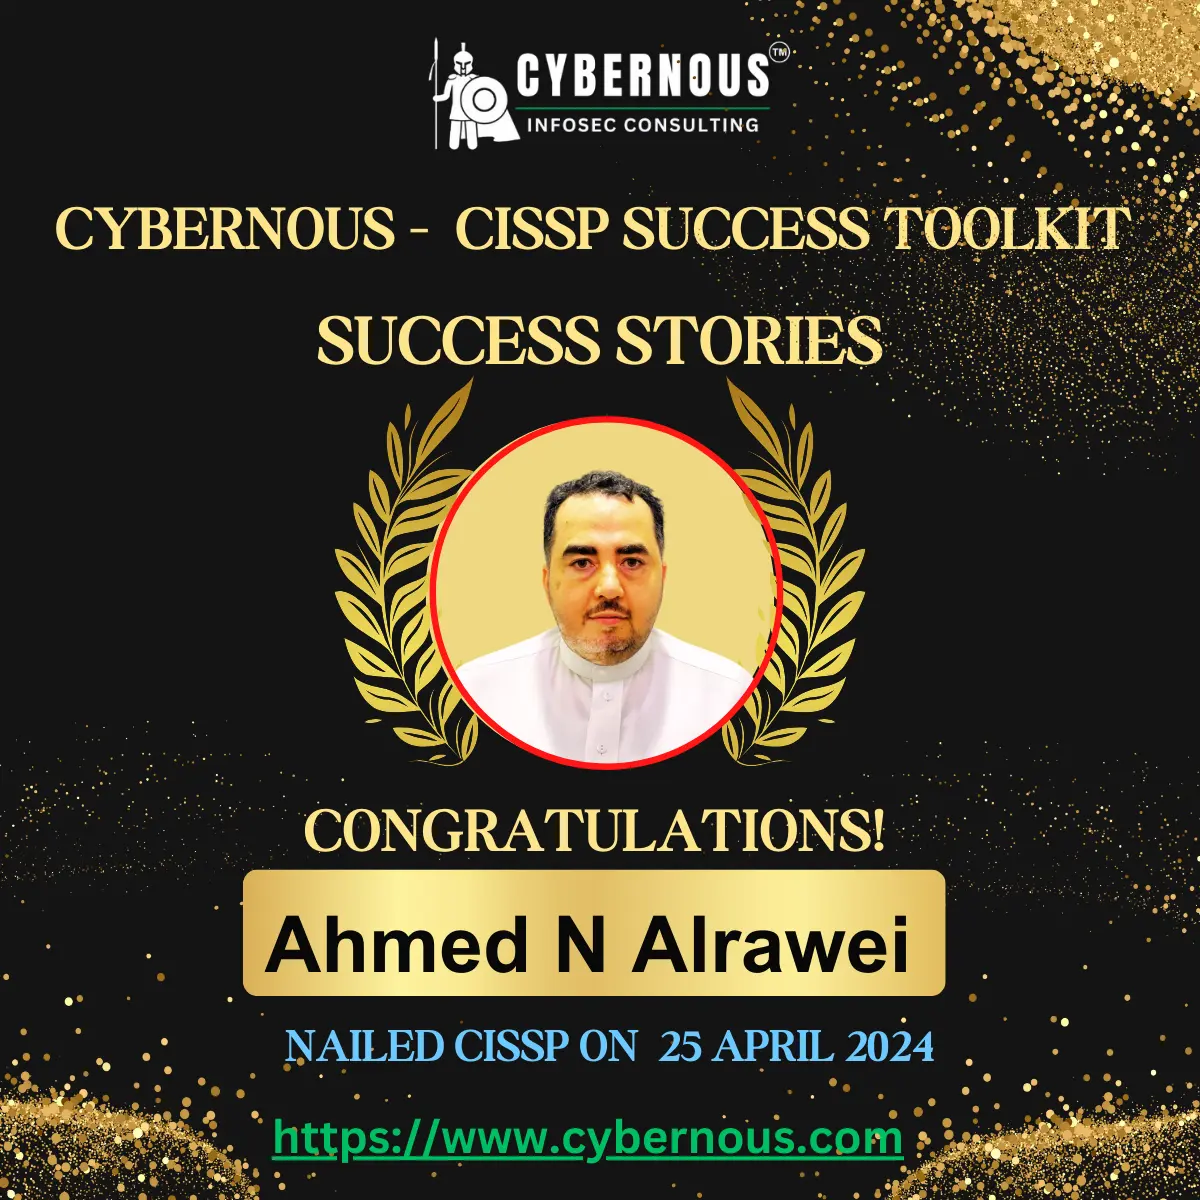 CYBERNOUS™
INFOSEC CONSULTING
CYBERNOUS - CISSP SUCCESS TOOLKIT
SUCCESS STORIES
CONGRATULATIONS!
Ahmed N Alrawei
NAILED CISSP ON 25 APRIL 2024
https://www.cybernous.com